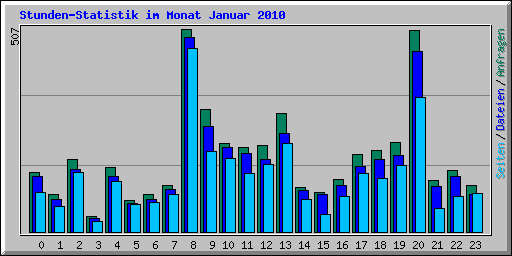 Stunden-Statistik im Monat Januar 2010
507
Seiten / Dateien / Anfragen
0 1 2 3 4 5 6 7 8 9 10 11 12 13 14 15 16 17 18 19 20 21 22 23